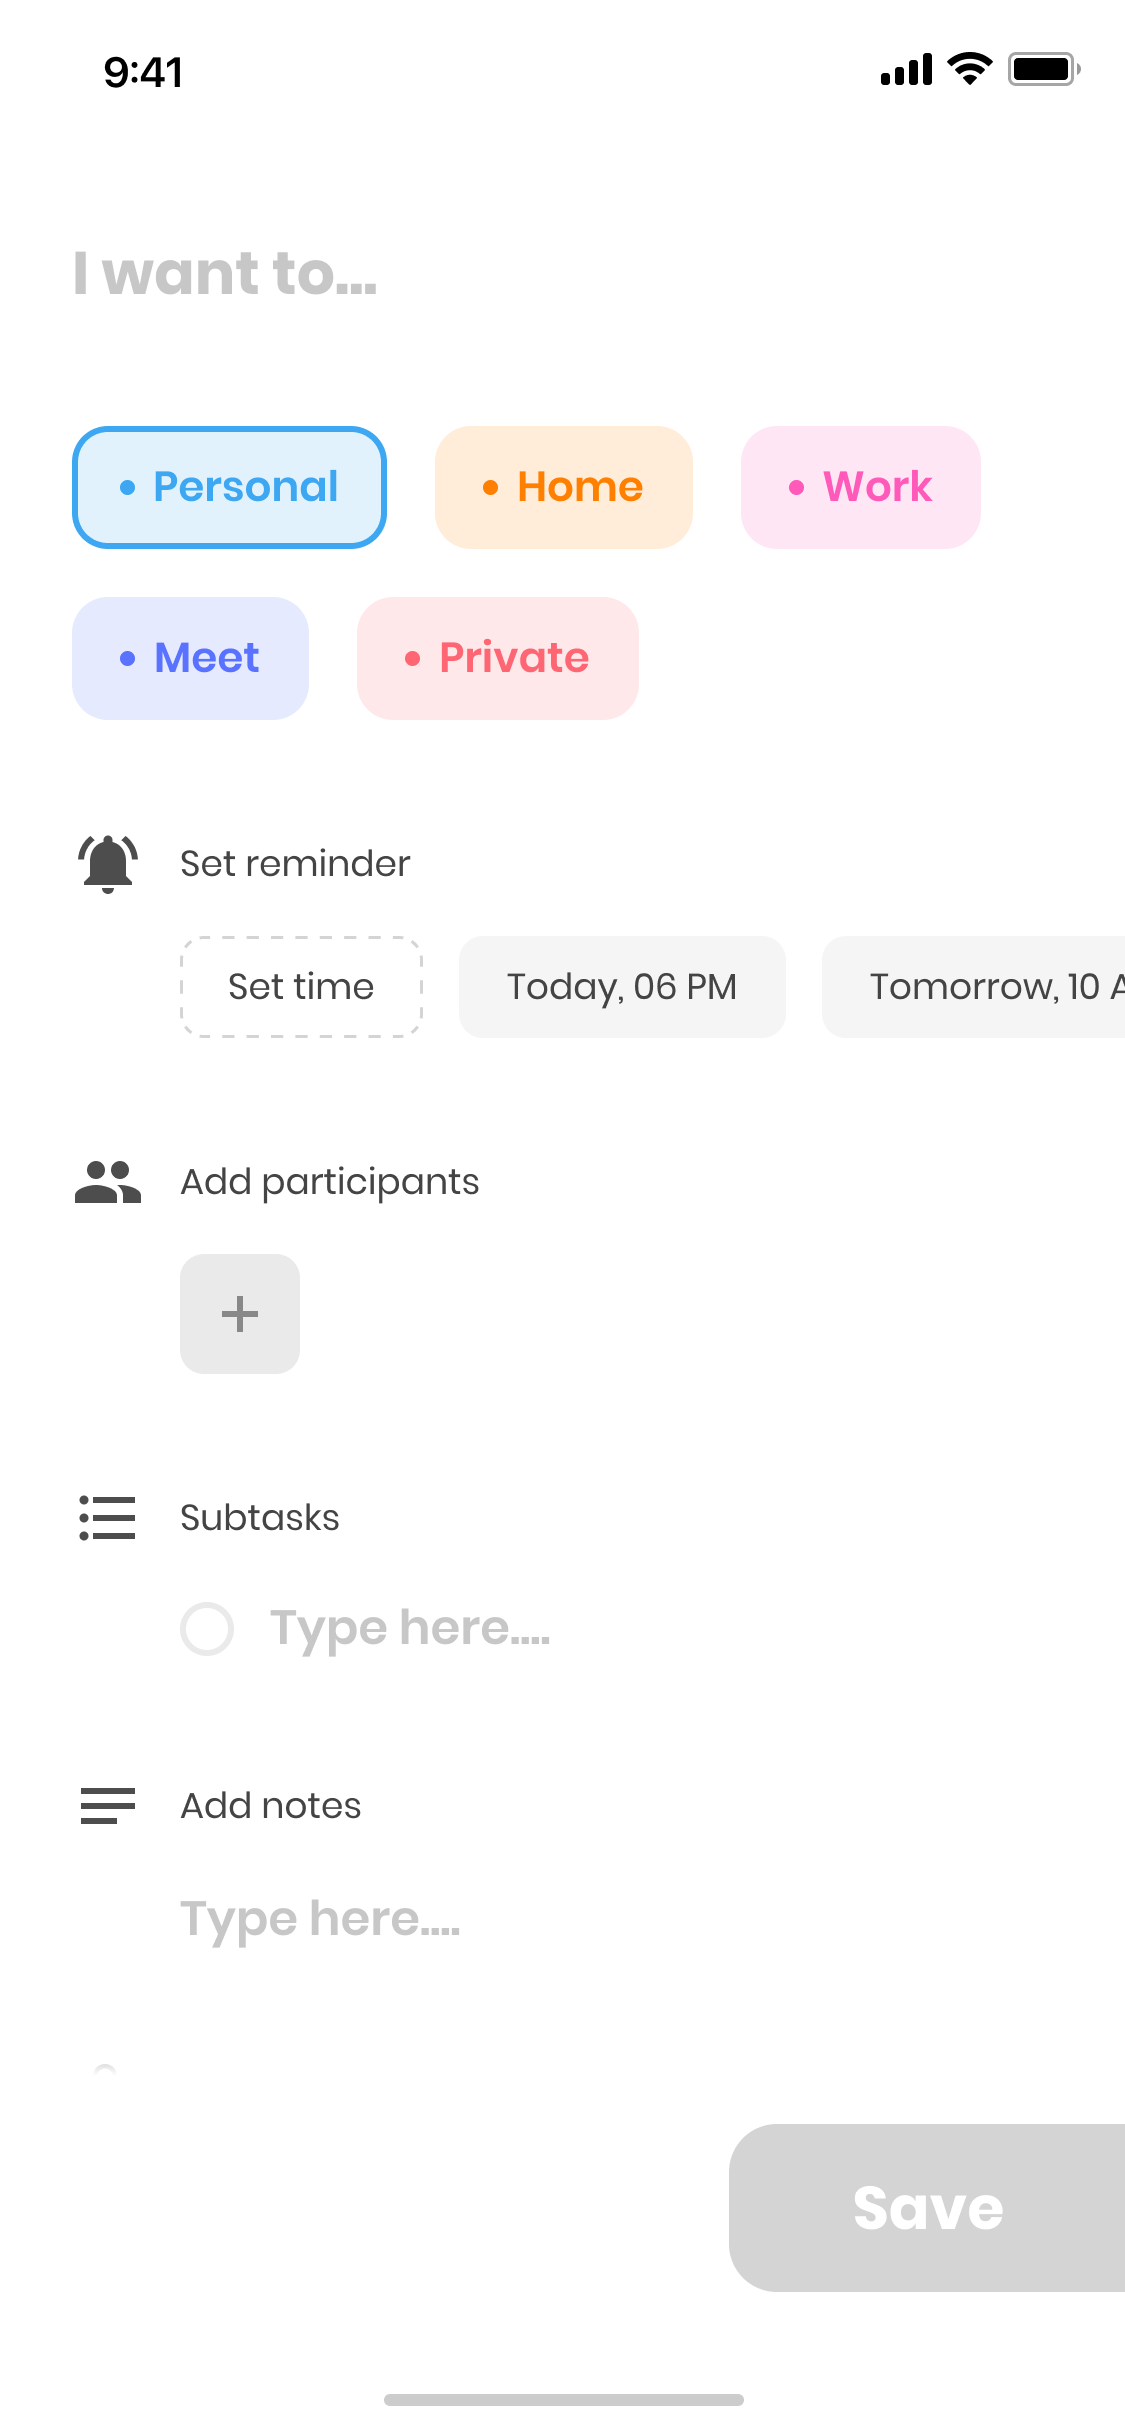 9:41
I want to...
Personal
Home
Work
Meet
Private
Set reminder
Set time
Today, 06 PM
Tomorrow, 10 A
Add participants
Subtasks
Type here....
Add notes
Type here....
Save